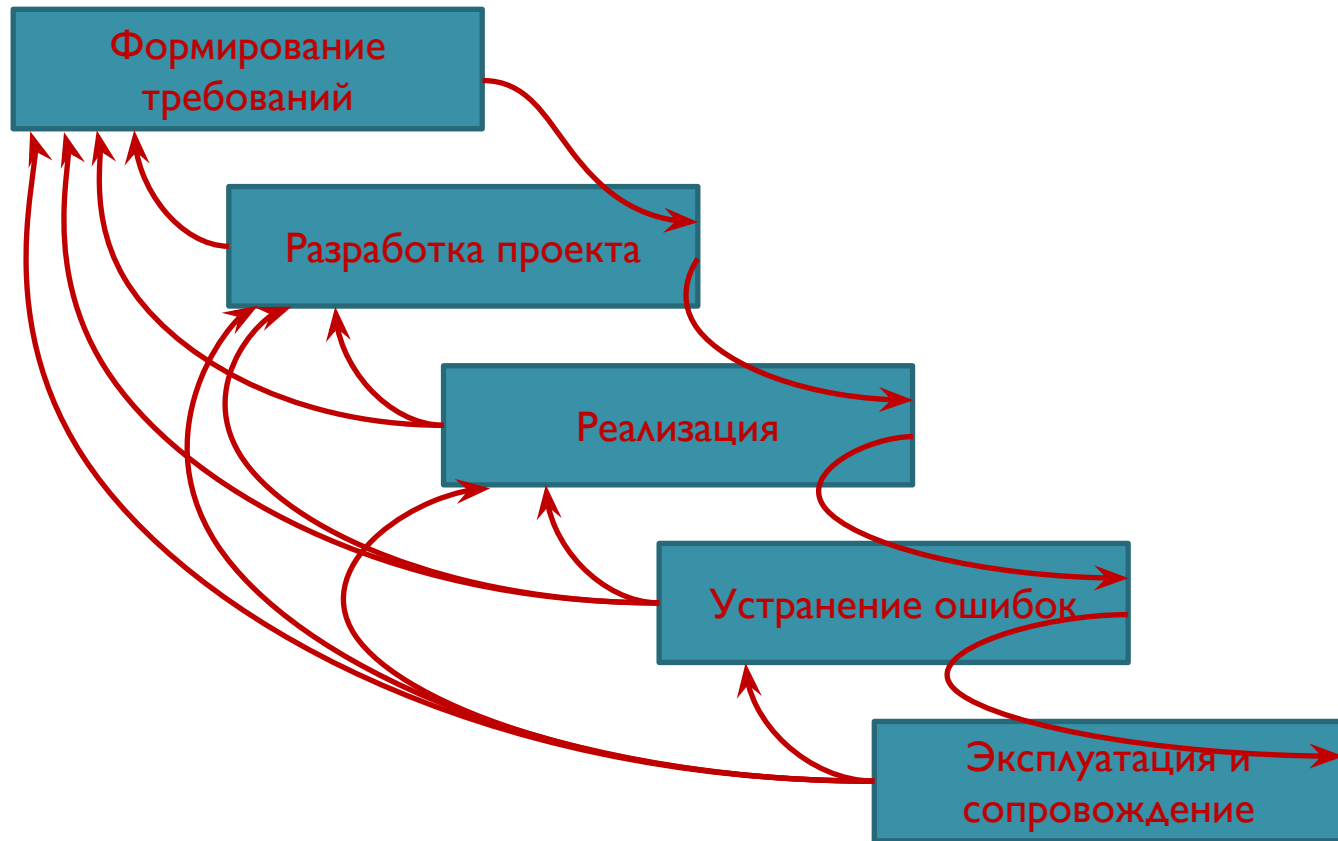 Формирование
требований
Разработка проекта
Реализация
Устранение ошибок
Эксплуатация и
сопровождение